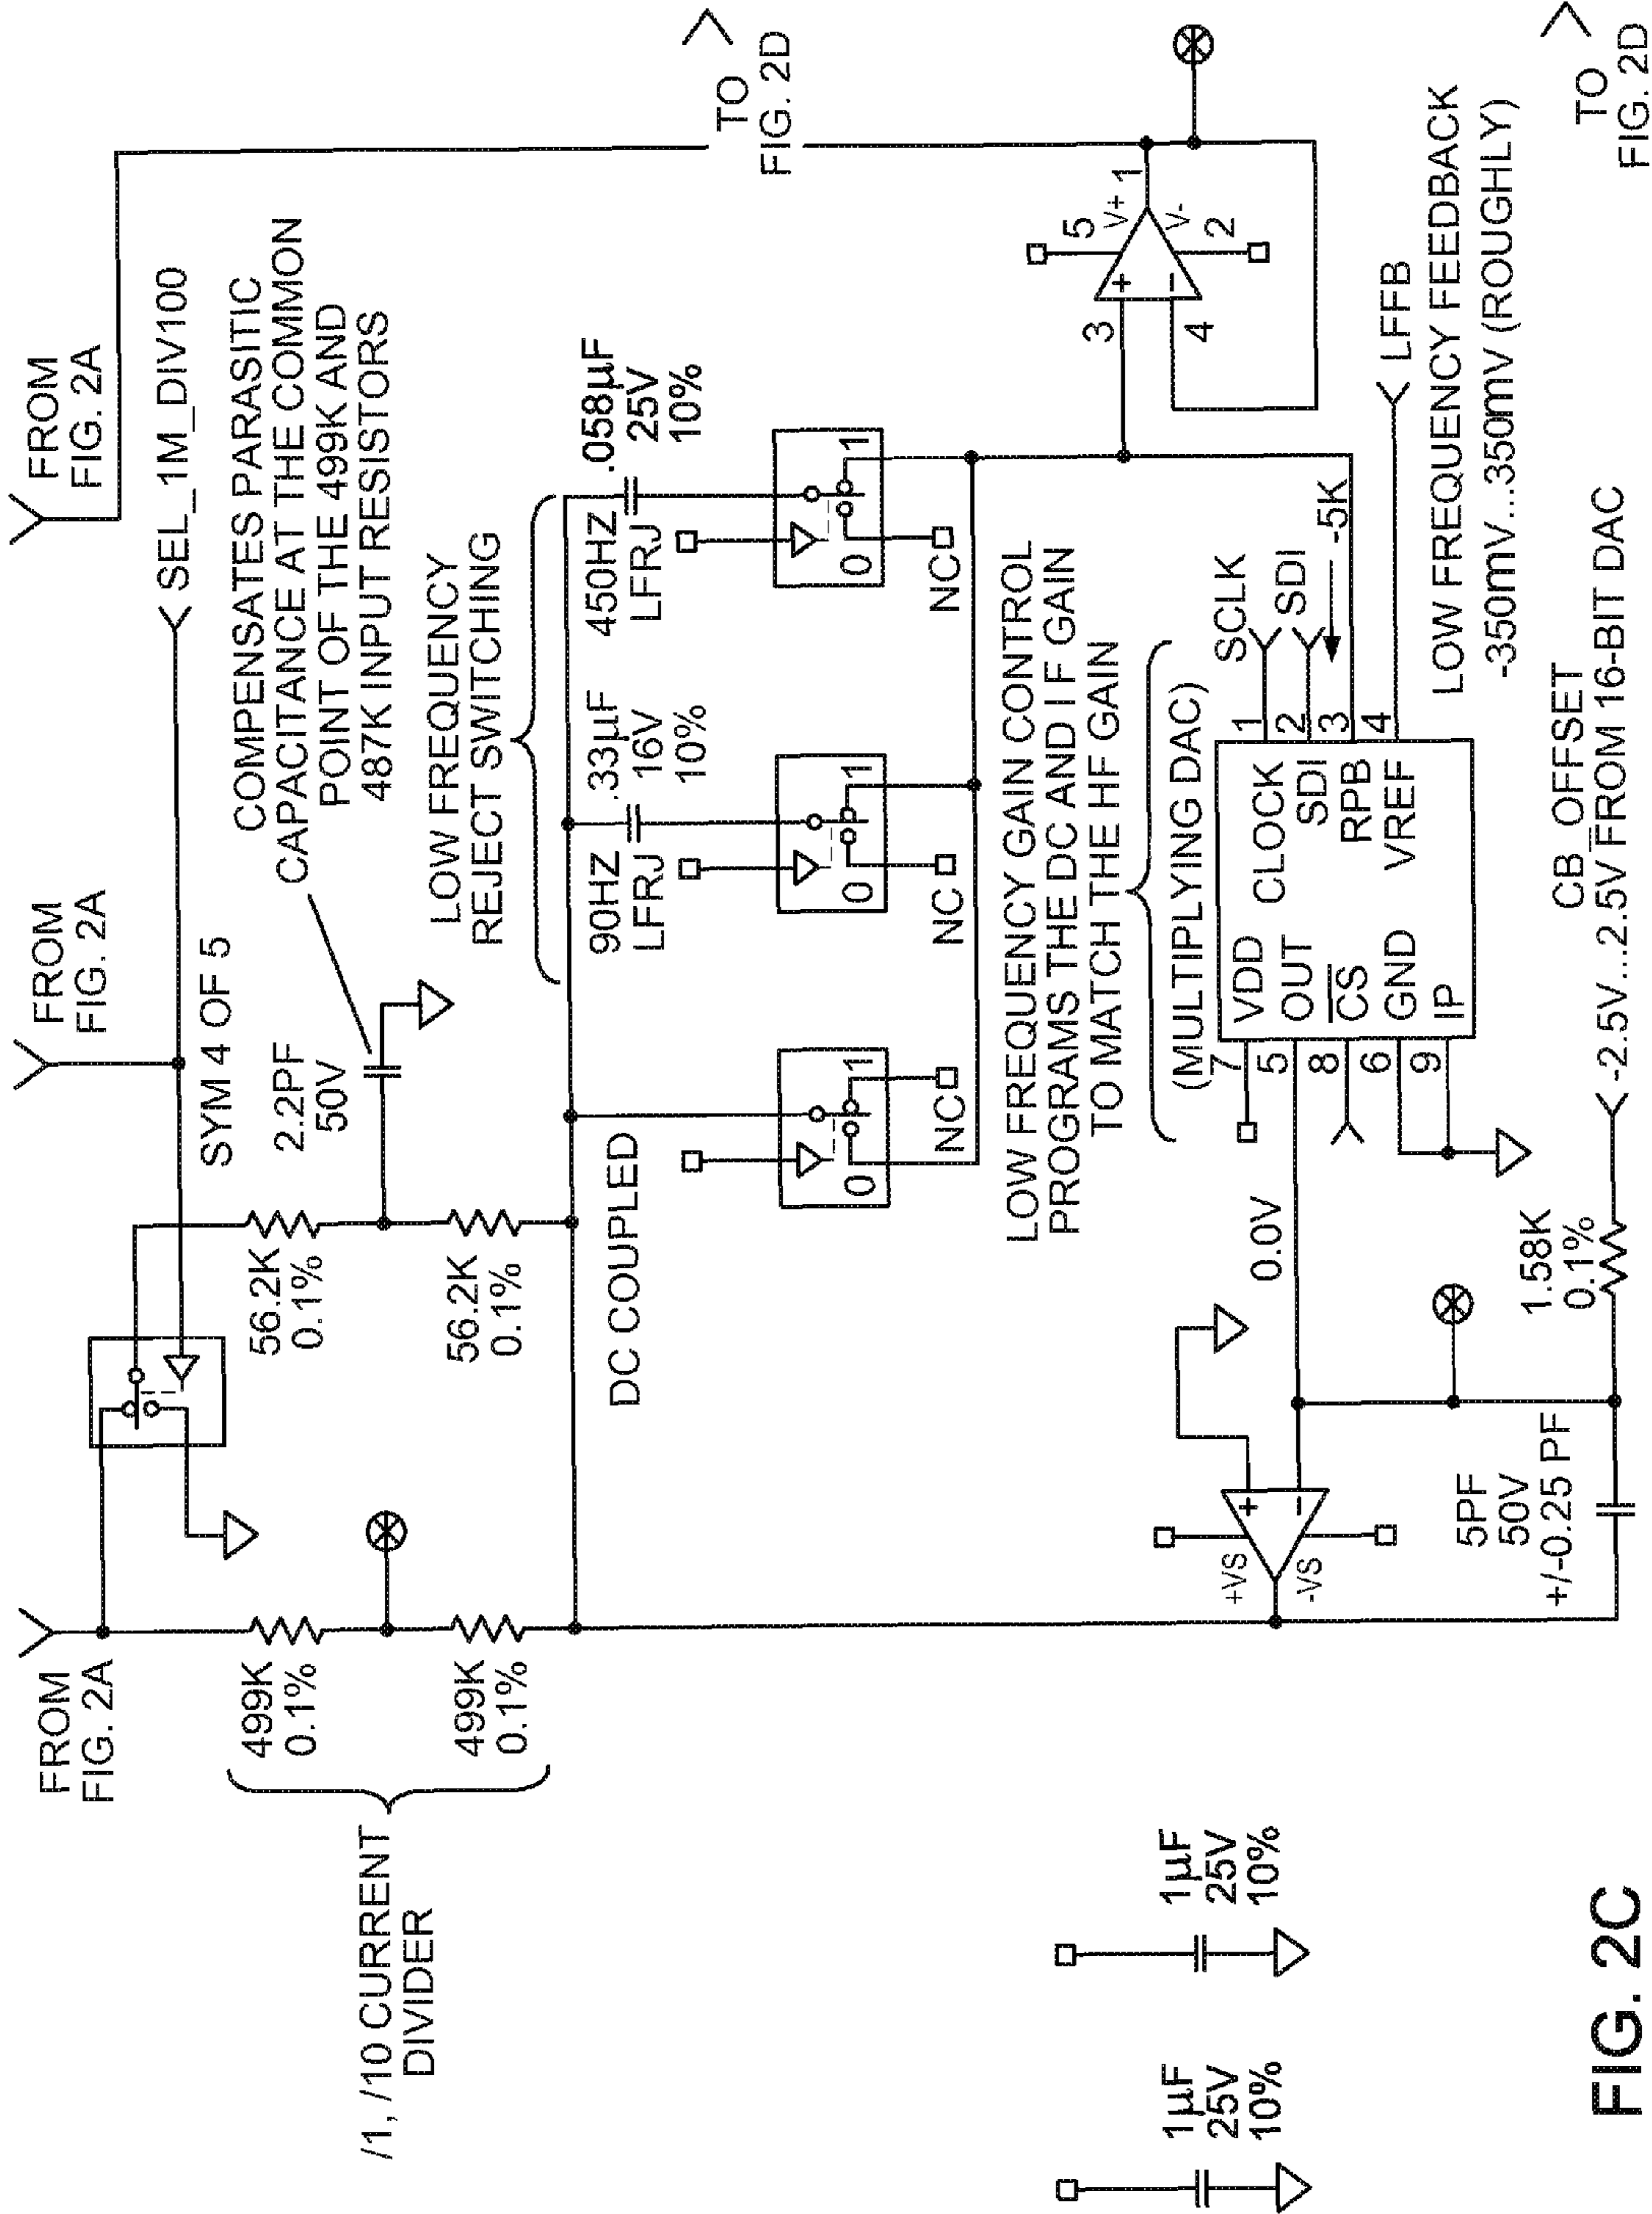 FROM
FIG. 2A
FROM
FIG. 2A
FROM
FIG. 2A
SEL_1M_DIV100
SYM 4 OF 5
COMPENSATES PARASITIC
CAPACITANCE AT THE COMMON
POINT OF THE 499K AND
487K INPUT RESISTORS
2.2PF
50V
499K
0.1%
499K
0.1%
56.2K
0.1%
56.2K
0.1%
/1, /10 CURRENT
DIVIDER
LOW FREQUENCY
REJECT SWITCHING
DC COUPLED
90HZ
LFRJ
.33µF
16V
10%
450HZ
LFRJ
.058µF
25V
10%
0
1
NC
0
1
NC
0
1
NC
TO
FIG. 2D
LOW FREQUENCY GAIN CONTROL
PROGRAMS THE DC AND I F GAIN
TO MATCH THE HF GAIN
(MULTIPLYING DAC)
3
4
+
-
5
V+
1
V-
2
7
5
8
6
9
VDD
OUT
CS
GND
IP
CLOCK
SDI
RPB
VREF
1
2
3
4
SCLK
SDI
-5K
LFFB
LOW FREQUENCY FEEDBACK
-350mV...350mV (ROUGHLY)
0.0V
+VS
-VS
+
-
1µF
25V
10%
1µF
25V
10%
5PF
50V
+/-0.25 PF
1.58K
0.1%
CB_OFFSET
-2.5V...2.5V FROM 16-BIT DAC
TO
FIG. 2D
FIG. 2C